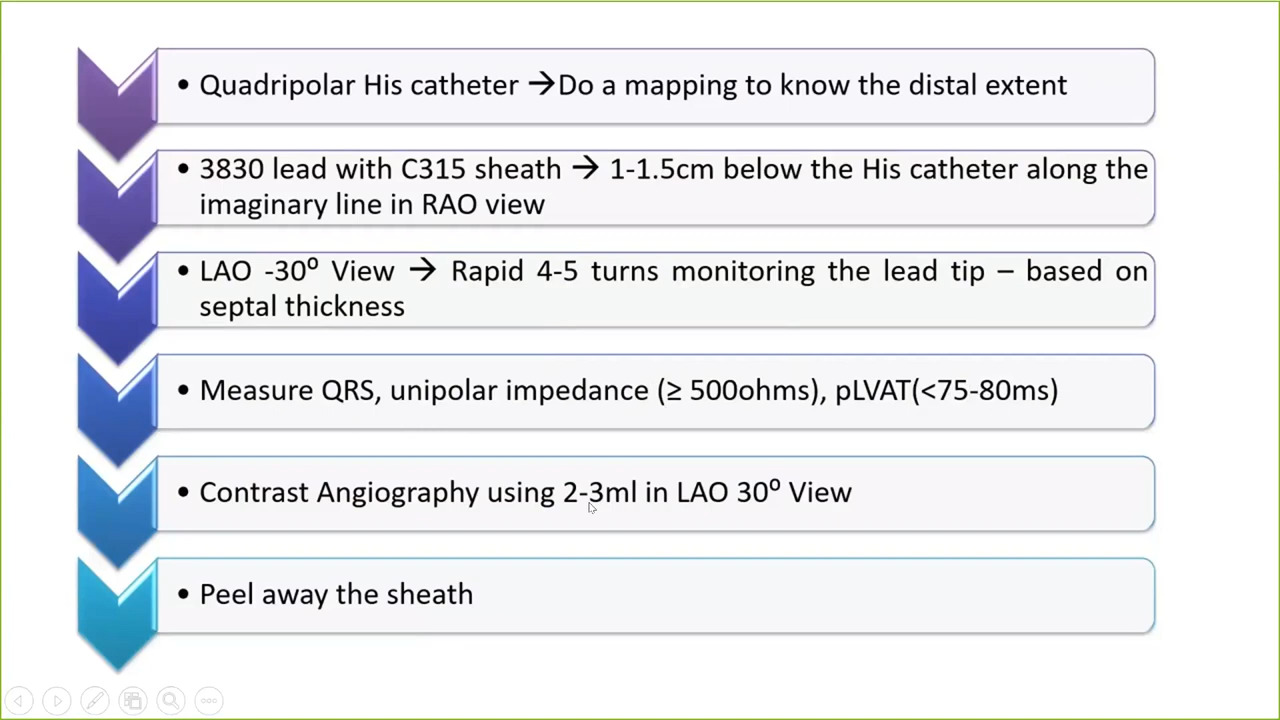 • Quadripolar His catheter →Do a mapping to know the distal extent
• 3830 lead with C315 sheath → 1-1.5cm below the His catheter along the
imaginary line in RAO view
• LAO -30⁰ View → Rapid 4-5 turns monitoring the lead tip – based on
septal thickness
• Measure QRS, unipolar impedance (≥ 500ohms), pLVAT(<75-80ms)
• Contrast Angiography using 2-3ml in LAO 30⁰ View
• Peel away the sheath